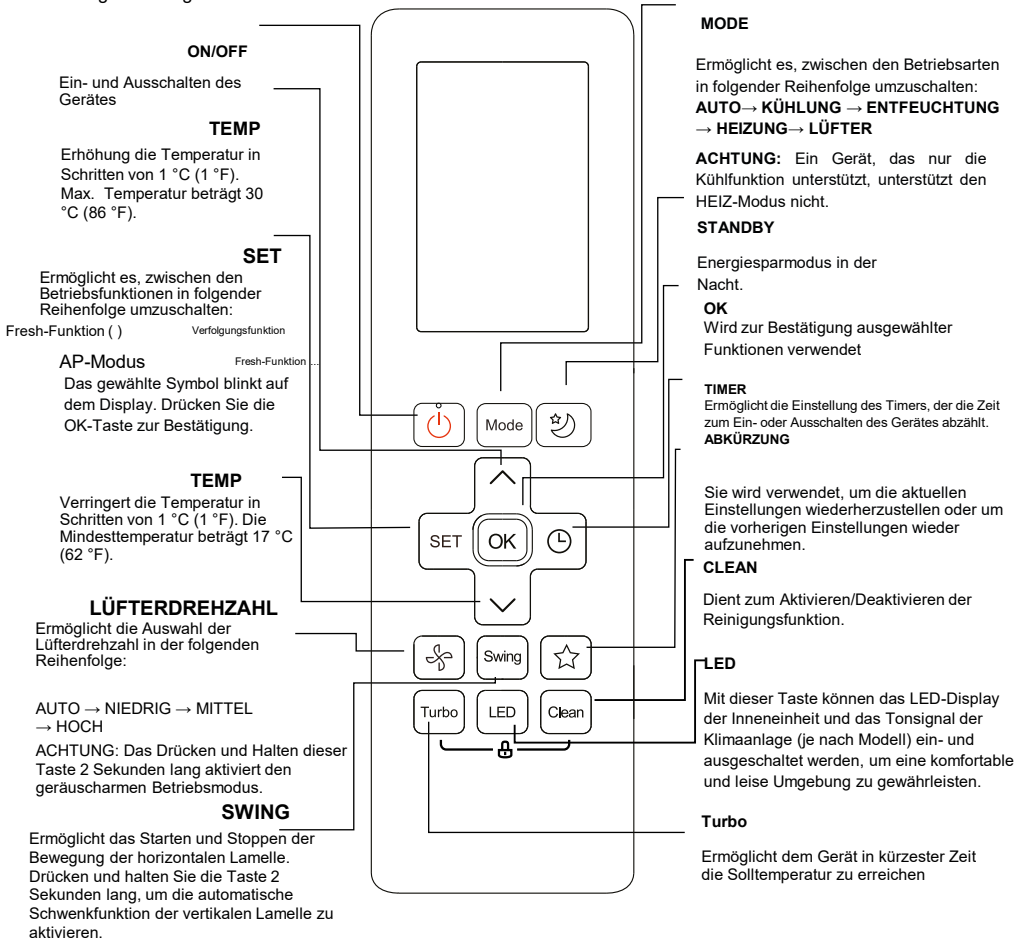 ON/OFF
Ein- und Ausschalten des
Gerätes
TEMP
Erhöhung die Temperatur in
Schritten von 1 °C (1 °F).
Max. Temperatur beträgt 30
°C (86 °F).
SET
Ermöglicht es, zwischen den
Betriebsfunktionen in folgender
Reihenfolge umzuschalten:
Fresh-Funktion ( ) Verfolgungsfunktion
AP-Modus Fresh-Funktion ...
Das gewählte Symbol blinkt auf
dem Display. Drücken Sie die
OK-Taste zur Bestätigung.
TEMP
Verringert die Temperatur in
Schritten von 1 °C (1 °F). Die
Mindesttemperatur beträgt 17 °C
(62 °F).
LÜFTERDREHZAHL
Ermöglicht die Auswahl der
Lüfterdrehzahl in der folgenden
Reihenfolge:
AUTO → NIEDRIG → MITTEL
→ HOCH
ACHTUNG: Das Drücken und Halten dieser
Taste 2 Sekunden lang aktiviert den
geräuscharmen Betriebsmodus.
SWING
Ermöglicht das Starten und Stoppen der
Bewegung der horizontalen Lamelle.
Drücken und halten Sie die Taste 2
Sekunden lang, um die automatische
Schwenkfunktion der vertikalen Lamelle zu
aktivieren.
Mode
SET
OK
Swing
Turbo
LED
Clean
MODE
Ermöglicht es, zwischen den Betriebsarten
in folgender Reihenfolge umzuschalten:
AUTO→ KÜHLUNG → ENTFEUCHTUNG
→ HEIZUNG→ LÜFTER
ACHTUNG: Ein Gerät, das nur die
Kühlfunktion unterstützt, unterstützt den
HEIZ-Modus nicht.
STANDBY
Energiesparmodus in der
Nacht.
OK
Wird zur Bestätigung ausgewählter
Funktionen verwendet
TIMER
Ermöglicht die Einstellung des Timers, der die Zeit
zum Ein- oder Ausschalten des Gerätes abzählt.
ABKÜRZUNG
Sie wird verwendet, um die aktuellen
Einstellungen wiederherzustellen oder um
die vorherigen Einstellungen wieder
aufzunehmen.
CLEAN
Dient zum Aktivieren/Deaktivieren der
Reinigungsfunktion.
LED
Mit dieser Taste können das LED-Display
der Inneneinheit und das Tonsignal der
Klimaanlage (je nach Modell) ein- und
ausgeschaltet werden, um eine komfortable
und leise Umgebung zu gewährleisten.
Turbo
Ermöglicht dem Gerät in kürzester Zeit
die Solltemperatur zu erreichen